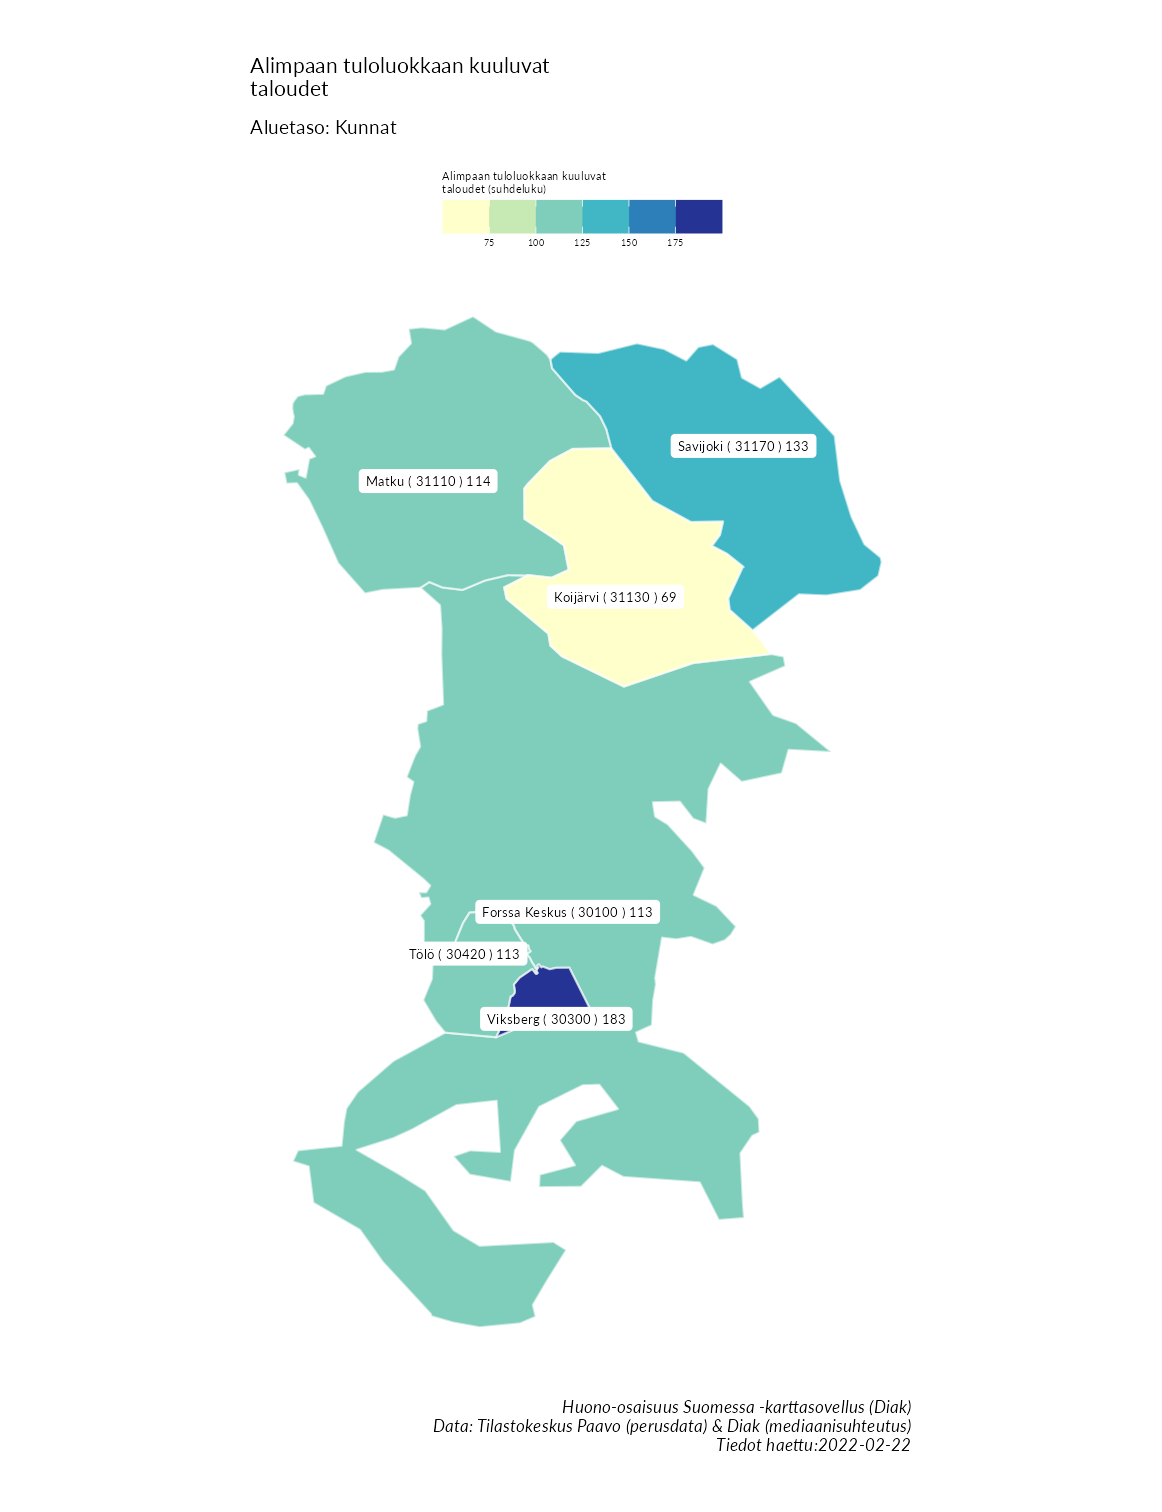 Alimpaan tuloluokkaan kuuluvat
taloudet
Aluetaso: Kunnat
Alimpaan tuloluokkaan kuuluvat
taloudet (suhdeluku)
75 100 125 150 175
Savijoki ( 31170 ) 133
Matku ( 31110 ) 114
Koijärvi ( 31130 ) 69
Forssa Keskus ( 30100 ) 113
Tölö ( 30420 ) 113
Viksberg ( 30300 ) 183
Huono-osaisuus Suomessa -karttasovellus (Diak)
Data: Tilastokeskus Paavo (perusdata) & Diak (mediaanisuhteutus)
Tiedot haettu:2022-02-22